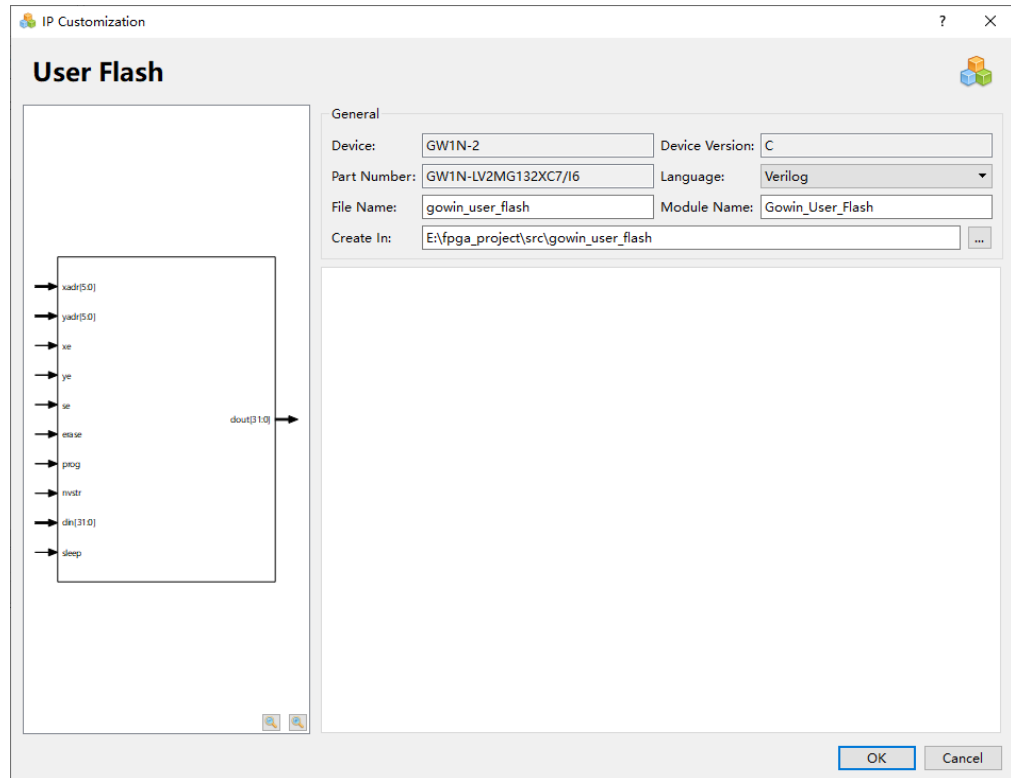 IP Customization
?
User Flash
General
Device: GW1N-2 Device Version: C
Part Number: GW1N-LV2MG132XC7/I6 Language: Verilog
File Name: gowin_user_flash Module Name: Gowin_User_Flash
Create In: E:\fpga_project\src\gowin_user_flash ...
xadr[5:0]
yadr[5:0]
xe
ye
se
dout[31:0]
erase
prog
nvstr
din[31:0]
sleep
OK Cancel